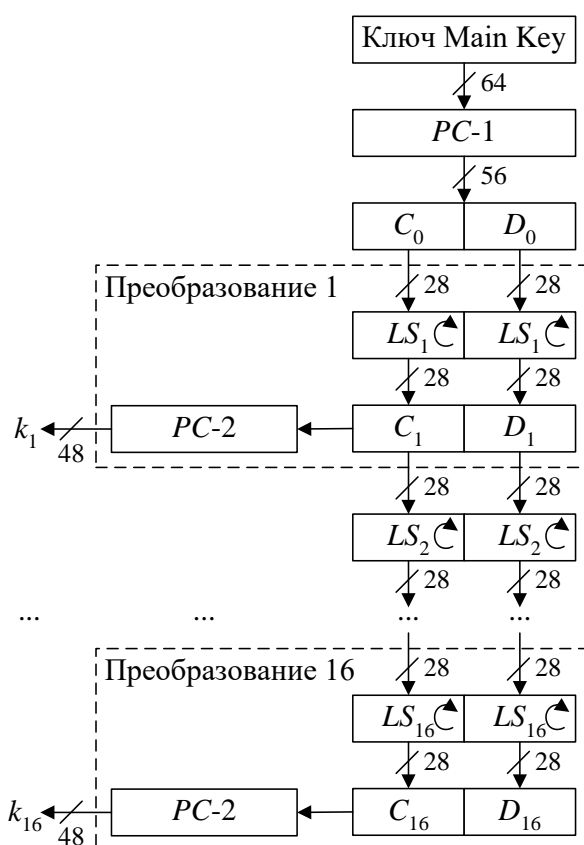 Ключ Main Key
64
PC-1
56
C0 D0
Преобразование 1
28 28
LS1 LS1
28 28
k1 48 PC-2 C1 D1
28 28
LS2 LS2
28 28
... ... ... ...
Преобразование 16
28 28
LS16 LS16
28 28
k16 48 PC-2 C16 D16